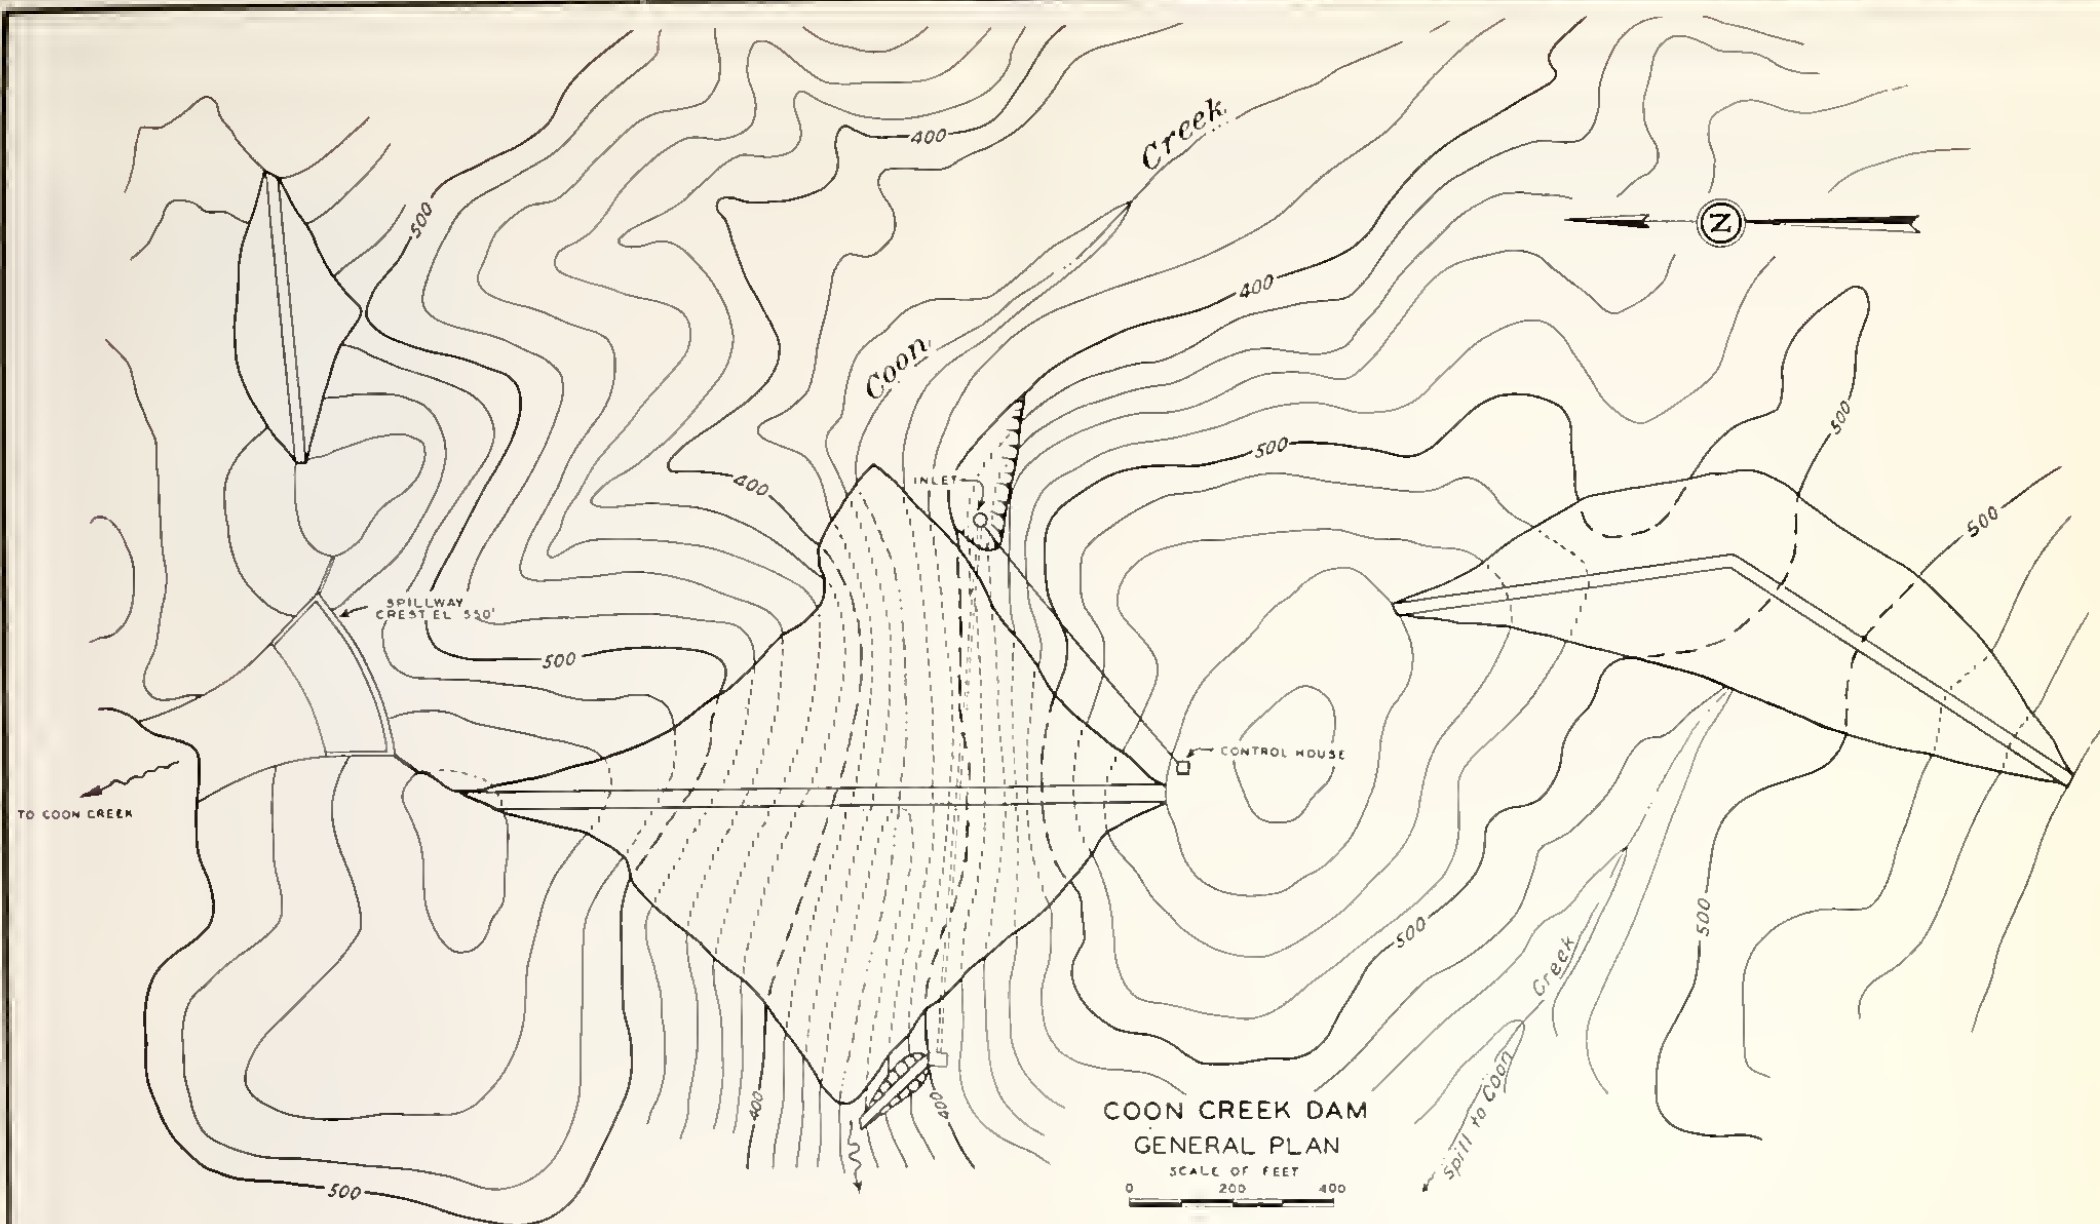 400
Creek
500
N
400
Coon
500
500
INLET
400
500
SPILLWAY
CREST EL 550'
500
CONTROL HOUSE
TO COON CREEK
500
500
Creek
Spill to Coon
400
400
COON CREEK DAM
GENERAL PLAN
SCALE OF FEET
0 200 400
500